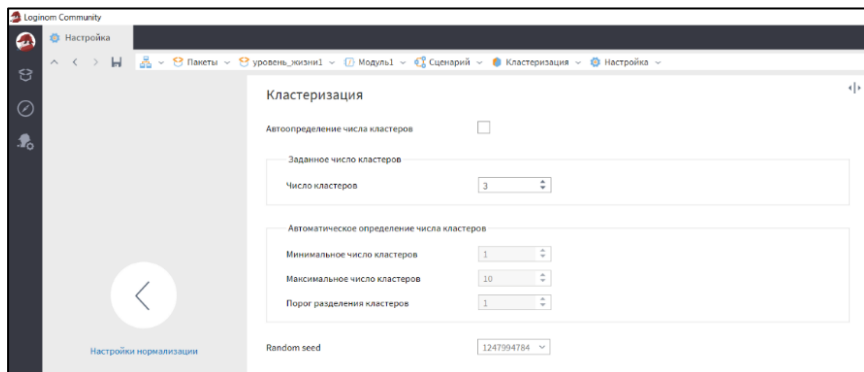 Loginom Community
Настройка
Пакеты уровень_жизни1 Модуль1 Сценарий Кластеризация Настройка
Кластеризация
Автоопределение числа кластеров
Заданное число кластеров
Число кластеров 3
Автоматическое определение числа кластеров
Минимальное число кластеров 1
Максимальное число кластеров 10
Порог разделения кластеров 1
Настройки нормализации
Random seed 1247994784